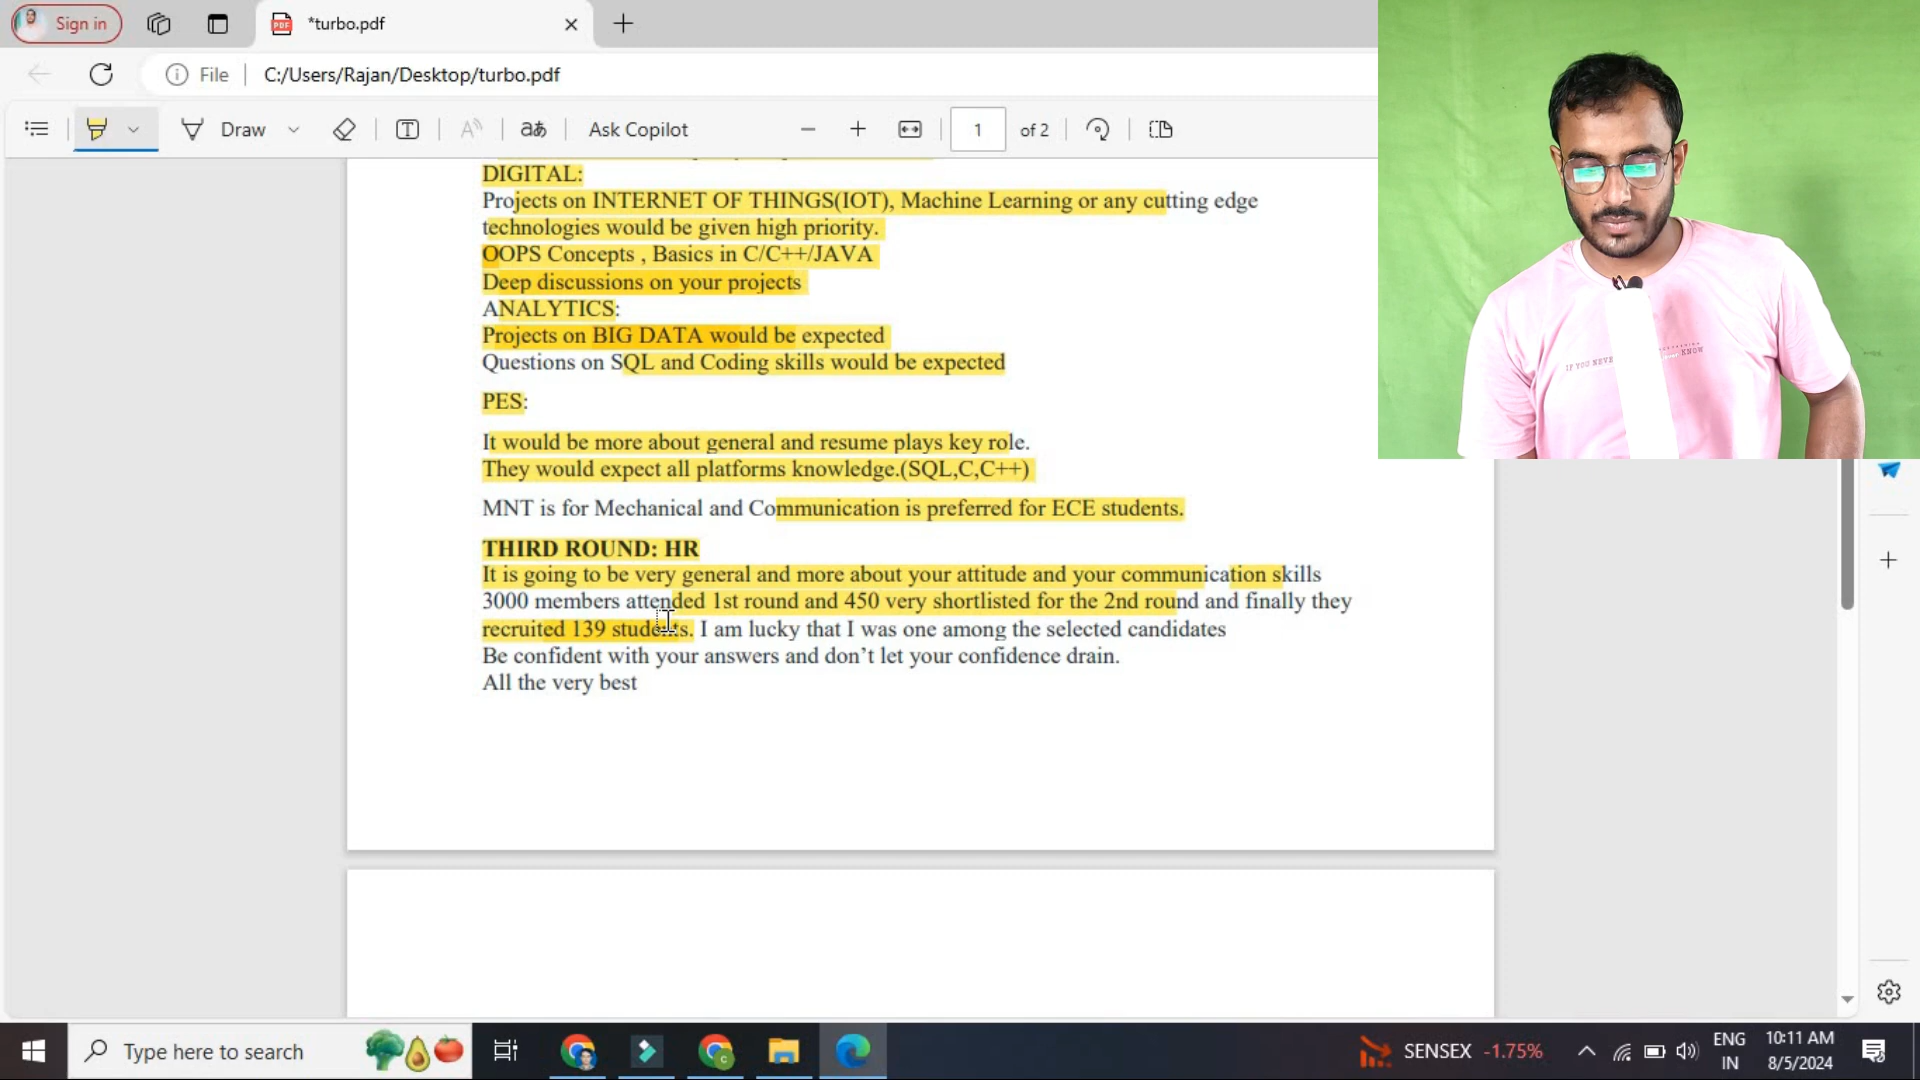 Sign in
*turbo.pdf
File
C:/Users/Rajan/Desktop/turbo.pdf
Draw
Ask Copilot
1
of 2
DIGITAL:
Projects on INTERNET OF THINGS(IOT), Machine Learning or any cutting edge
technologies would be given high priority.
OOPS Concepts , Basics in C/C++/JAVA
Deep discussions on your projects
ANALYTICS:
Projects on BIG DATA would be expected
Questions on SQL and Coding skills would be expected
PES:
It would be more about general and resume plays key role.
They would expect all platforms knowledge.(SQL,C,C++)
MNT is for Mechanical and Communication is preferred for ECE students.
THIRD ROUND: HR
It is going to be very general and more about your attitude and your communication skills
3000 members attended 1st round and 450 very shortlisted for the 2nd round and finally they
recruited 139 students. I am lucky that I was one among the selected candidates
Be confident with your answers and don’t let your confidence drain.
All the very best
IF YOU NEVER
KNOW
Type here to search
SENSEX -1.75%
ENG
IN
10:11 AM
8/5/2024